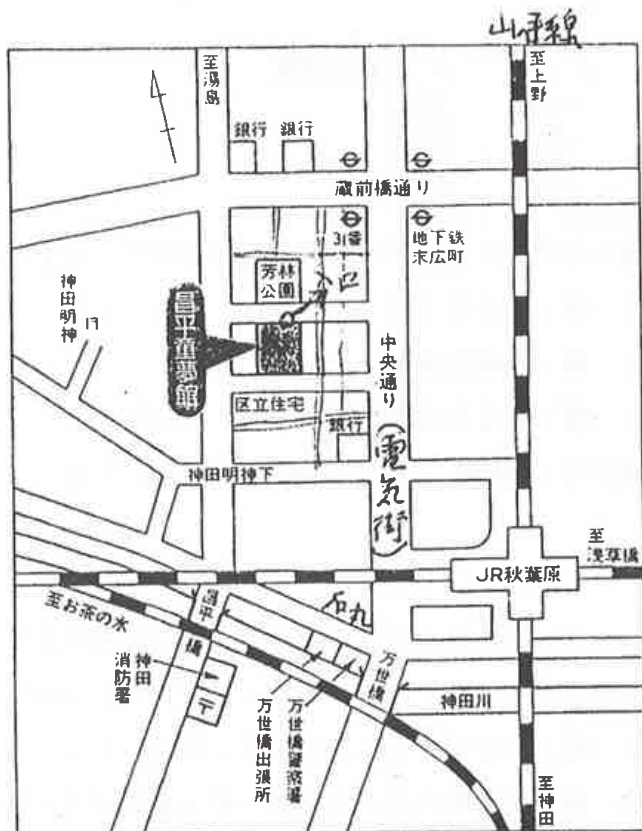 山手線
至上野
至湯島
銀行
銀行
蔵前橋通り
31番
地下鉄
末広町
芳林
公園
入口
神田明神
昌平童夢館
中央通り
(電気街)
区立住宅
銀行
神田明神下
至
浅草橋
JR秋葉原
至お茶の水
昌平橋
石丸
万世橋
神田
消防署
〒
万世橋出張所
万世橋警察署
神田川
至神田